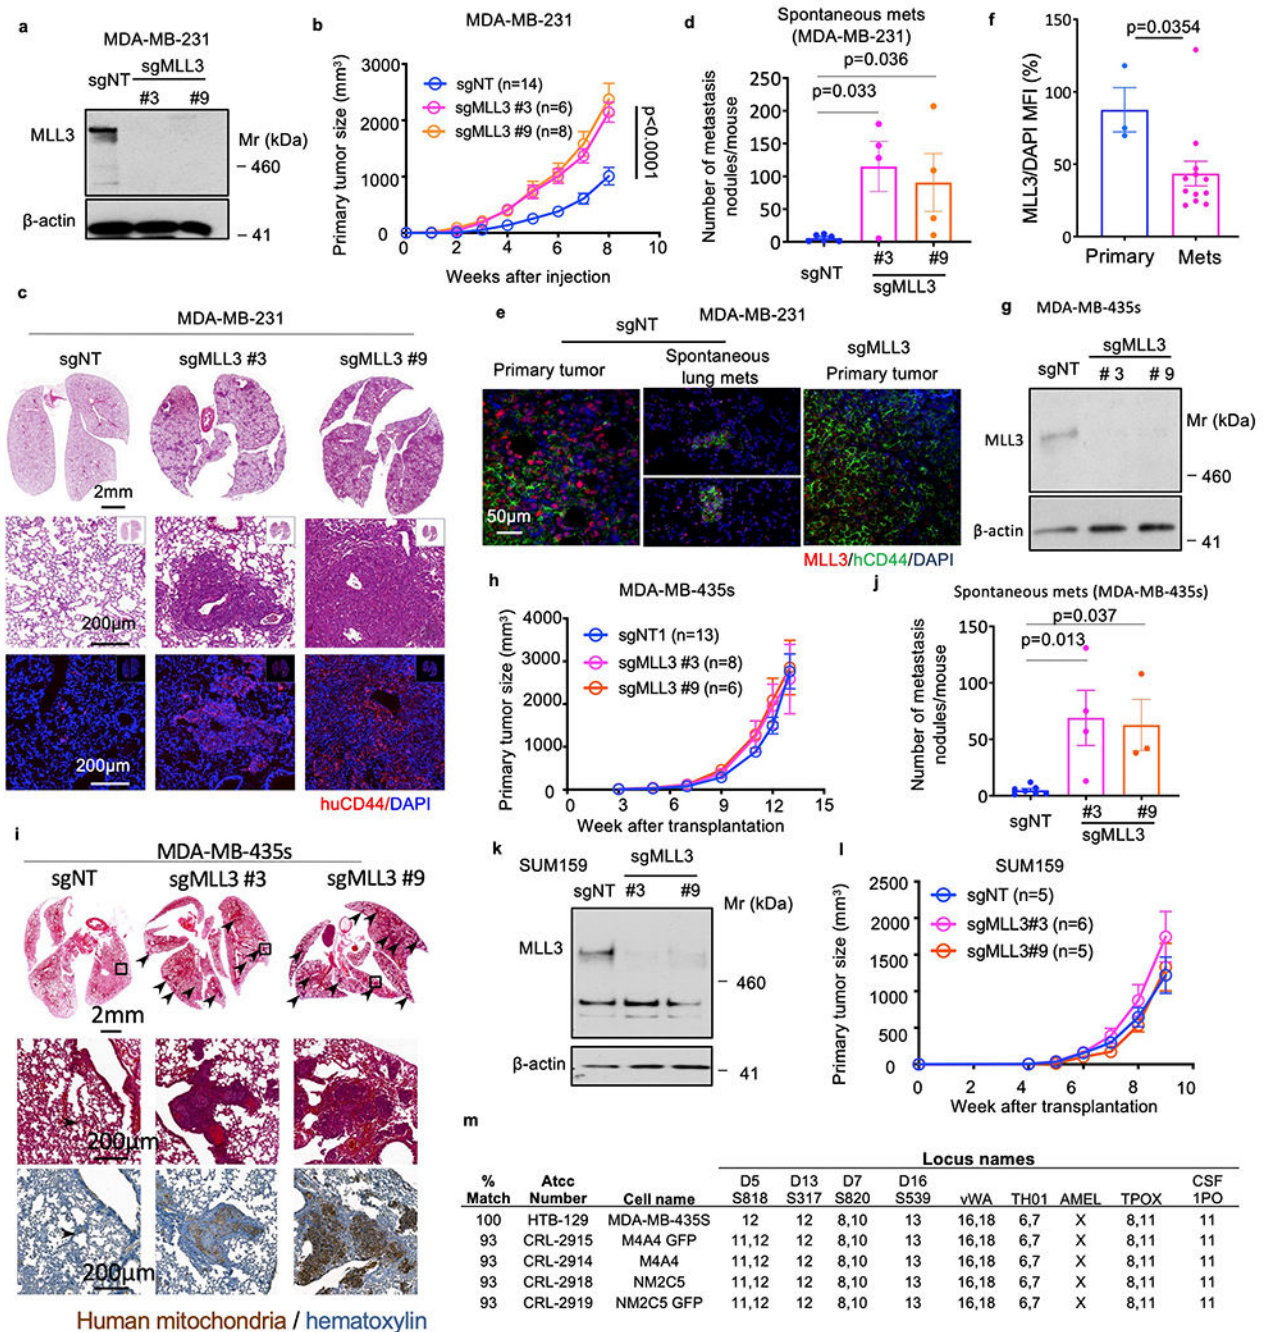 a
MDA-MB-231
sgNT
sgMLL3
#3
#9
MLL3
Mr (kDa)
– 460
β-actin
– 41
b
MDA-MB-231
Primary tumor size (mm³)
3000
2000
1000
0
sgNT (n=14)
sgMLL3 #3 (n=6)
sgMLL3 #9 (n=8)
p<0.0001
0 2 4 6 8 10
Weeks after injection
d
Spontaneous mets
(MDA-MB-231)
p=0.036
p=0.033
Number of metastasis
nodules/mouse
250
200
150
100
50
0
sgNT
#3
#9
sgMLL3
f
p=0.0354
MLL3/DAPI MFI (%)
150
100
50
0
Primary
Mets
c
MDA-MB-231
sgNT
sgMLL3 #3
sgMLL3 #9
2mm
200μm
200μm
huCD44/DAPI
e
MDA-MB-231
sgNT
Primary tumor
Spontaneous
lung mets
sgMLL3
Primary tumor
50μm
MLL3/hCD44/DAPI
g
MDA-MB-435s
sgMLL3
sgNT
# 3
# 9
MLL3
Mr (kDa)
– 460
β-actin
– 41
h
MDA-MB-435s
Primary tumor size (mm³)
4000
3000
2000
1000
0
sgNT1 (n=13)
sgMLL3 #3 (n=8)
sgMLL3 #9 (n=6)
0 3 6 9 12 15
Week after transplantation
j
Spontaneous mets (MDA-MB-435s)
p=0.037
p=0.013
Number of metastasis
nodules/mouse
150
100
50
0
sgNT
#3
#9
sgMLL3
i
MDA-MB-435s
sgNT
sgMLL3 #3
sgMLL3 #9
2mm
200μm
200μm
Human mitochondria / hematoxylin
k
SUM159
sgMLL3
sgNT
#3
#9
Mr (kDa)
MLL3
– 460
β-actin
– 41
l
SUM159
Primary tumor size (mm³)
2500
2000
1500
1000
500
0
sgNT (n=5)
sgMLL3#3 (n=6)
sgMLL3#9 (n=5)
0 2 4 6 8 10
Week after transplantation
m
Locus names
% Match Atcc Number Cell name D5 S818 D13 S317 D7 S820 D16 S539 vWA TH01 AMEL TPOX CSF 1PO
100 HTB-129 MDA-MB-435S 12 12 8,10 13 16,18 6,7 X 8,11 11
93 CRL-2915 M4A4 GFP 11,12 12 8,10 13 16,18 6,7 X 8,11 11
93 CRL-2914 M4A4 11,12 12 8,10 13 16,18 6,7 X 8,11 11
93 CRL-2918 NM2C5 11,12 12 8,10 13 16,18 6,7 X 8,11 11
93 CRL-2919 NM2C5 GFP 11,12 12 8,10 13 16,18 6,7 X 8,11 11